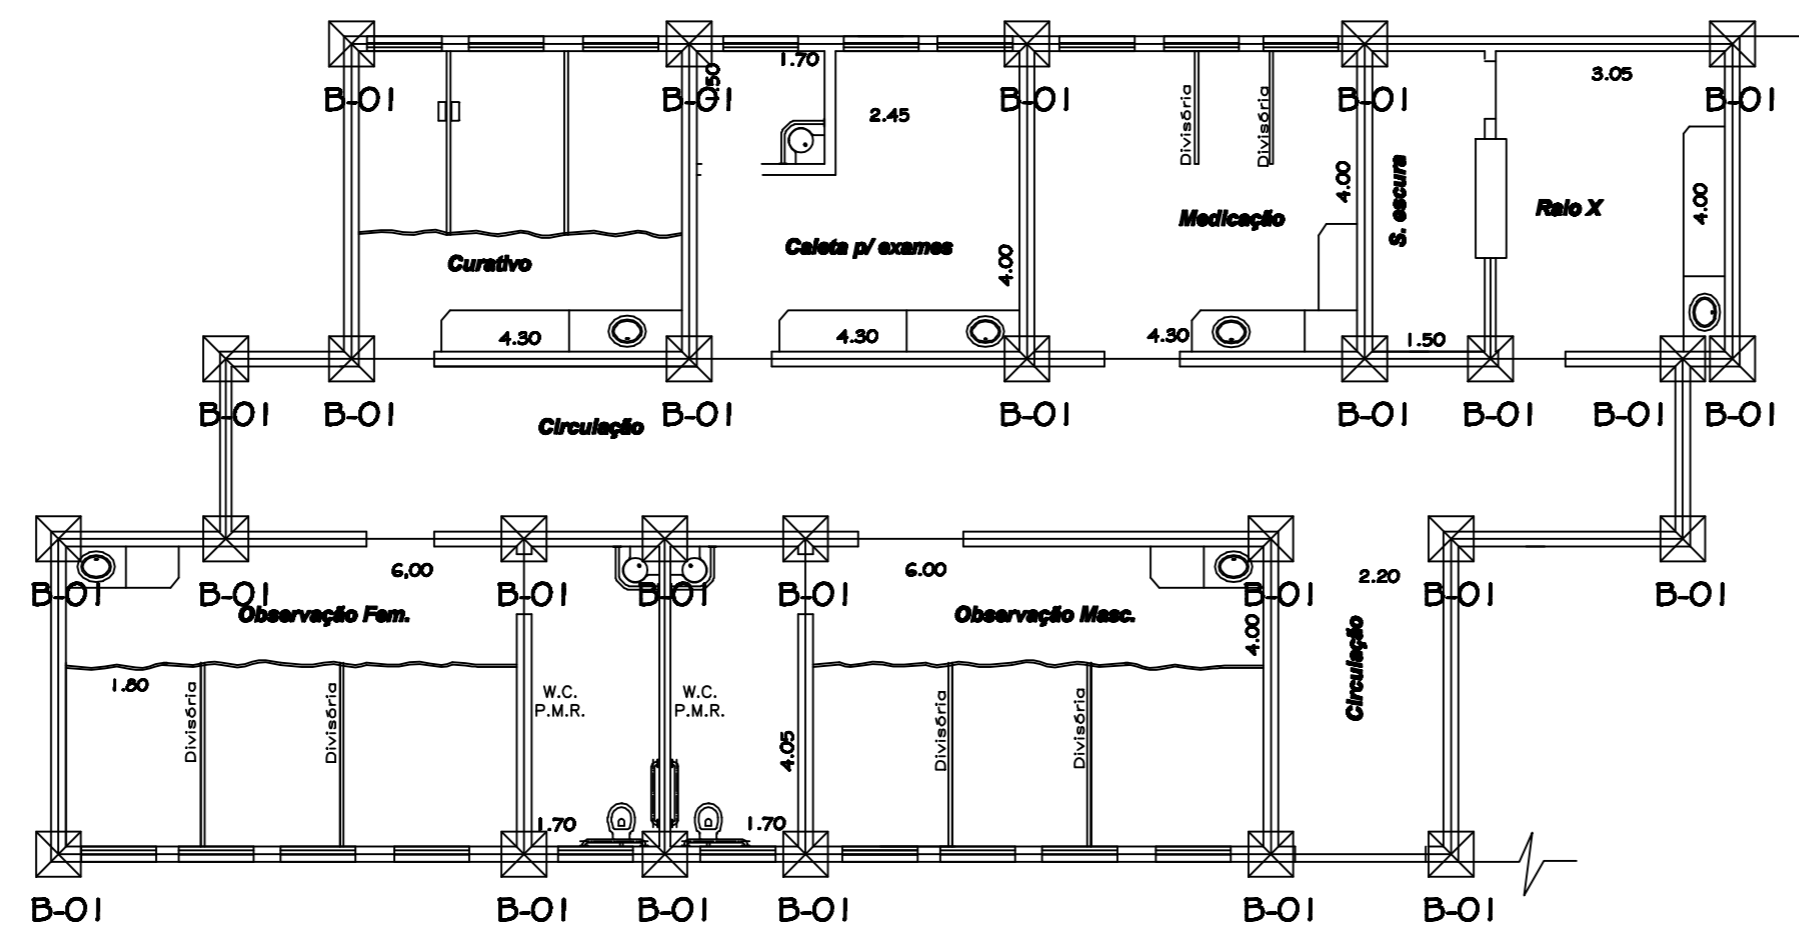 1.70
3.05
B-01
B-01
.50
B-01
B-01
B-01
2.45
Divisória
Divisória
4.00
S. escura
4.00
Medicação
Raio X
Caleta p/ exames
4.00
Curativo
4.30
4.30
4.30
1.50
B-01
B-01
B-01
B-01
B-01
B-01
B-01
B-01
Circulação
6,00
6.00
2.20
B-01
B-01
B-01
B-01
B-01
B-01
B-01
B-01
Observação Fem.
Observação Masc.
4.00
Circulação
1.80
Divisória
Divisória
W.C.
P.M.R.
W.C.
P.M.R.
Divisória
Divisória
4.05
1.70
1.70
B-01
B-01
B-01
B-01
B-01
B-01